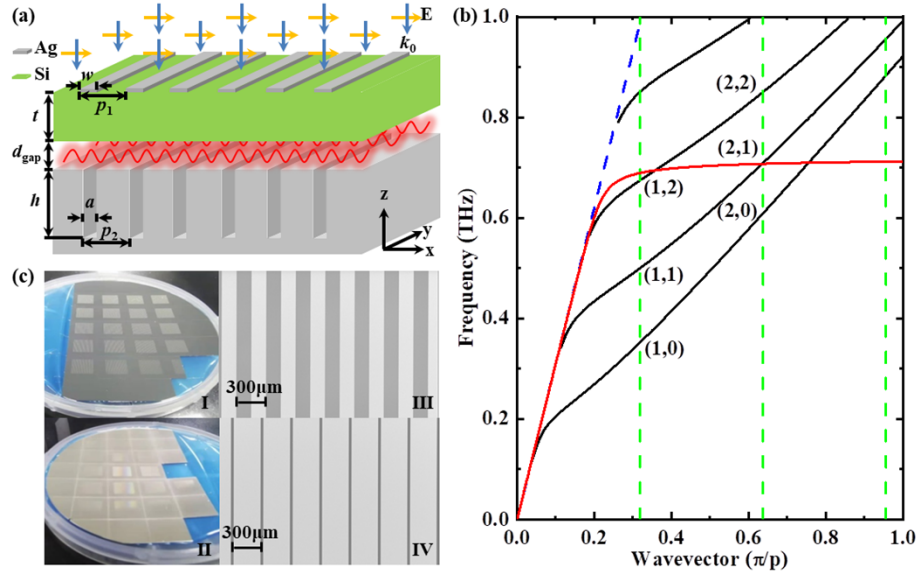 (a)
E
Ag
k₀
Si
w
p₁
t
d_gap
h
a
p₂
z
y
x
(b)
1.0
0.8
0.6
0.4
0.2
0.0
Frequency (THz)
(2,2)
(2,1)
(1,2)
(2,0)
(1,1)
(1,0)
0.0 0.2 0.4 0.6 0.8 1.0
Wavevector (π/p)
(c)
I
300μm
III
II
300μm
IV